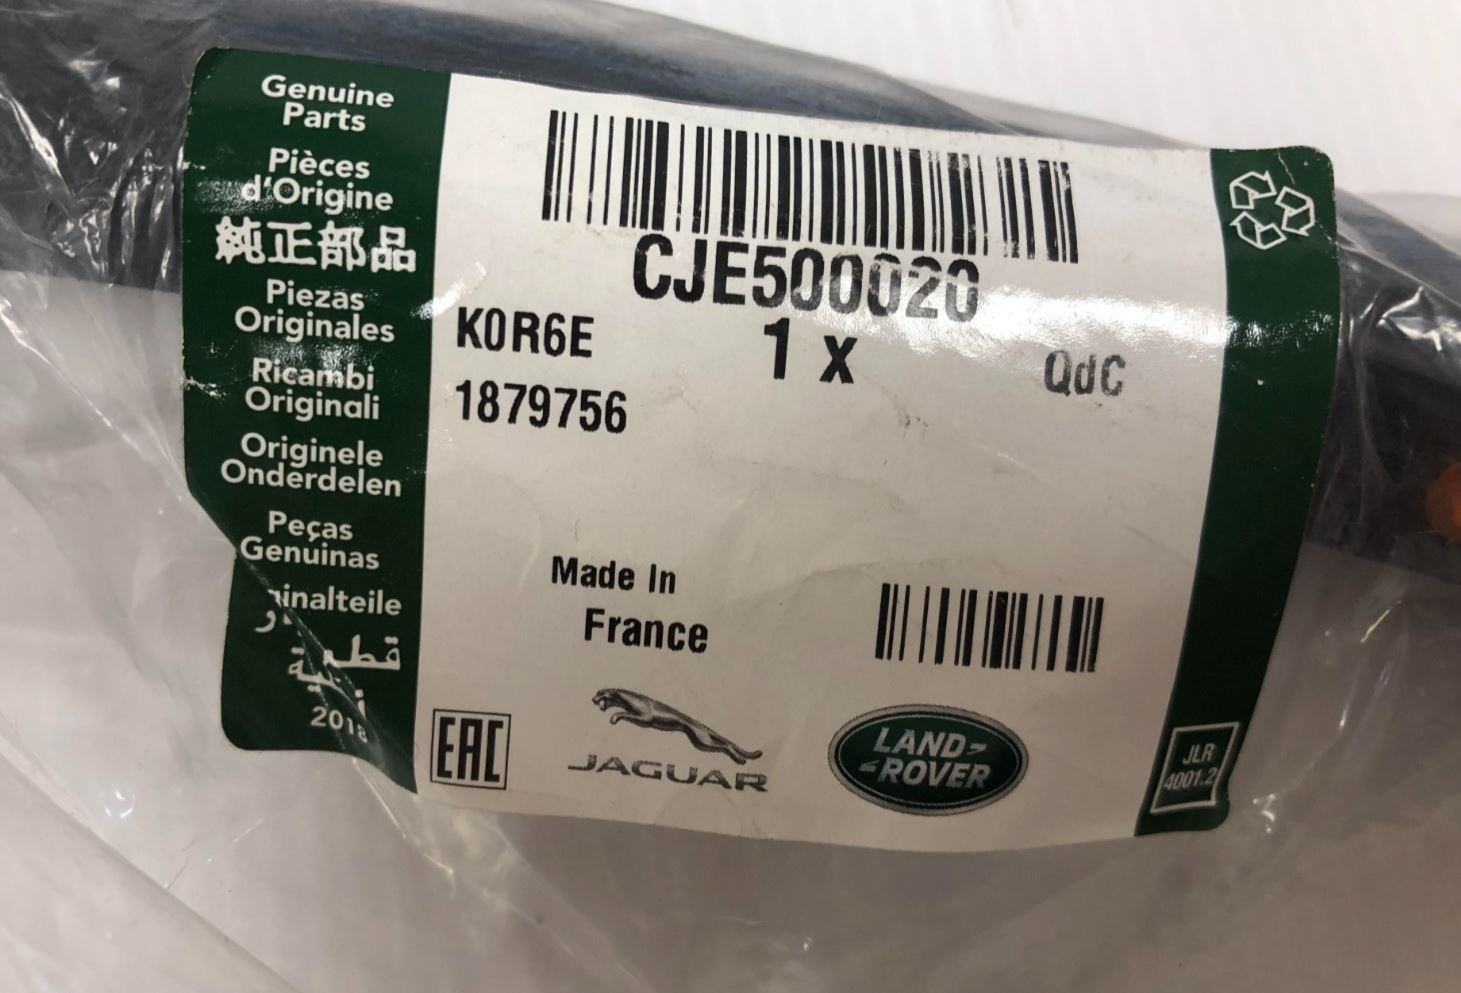 Genuine
Parts
Pièces
d'Origine
純正部品
Piezas
Originales
Ricambi
Originali
Originele
Onderdelen
Peças
Genuinas
inalteile
2018
CJE500020
K0R6E
1 x
QdC
1879756
Made In
France
EAC
JAGUAR
LAND-
-ROVER
JLR
4001.2